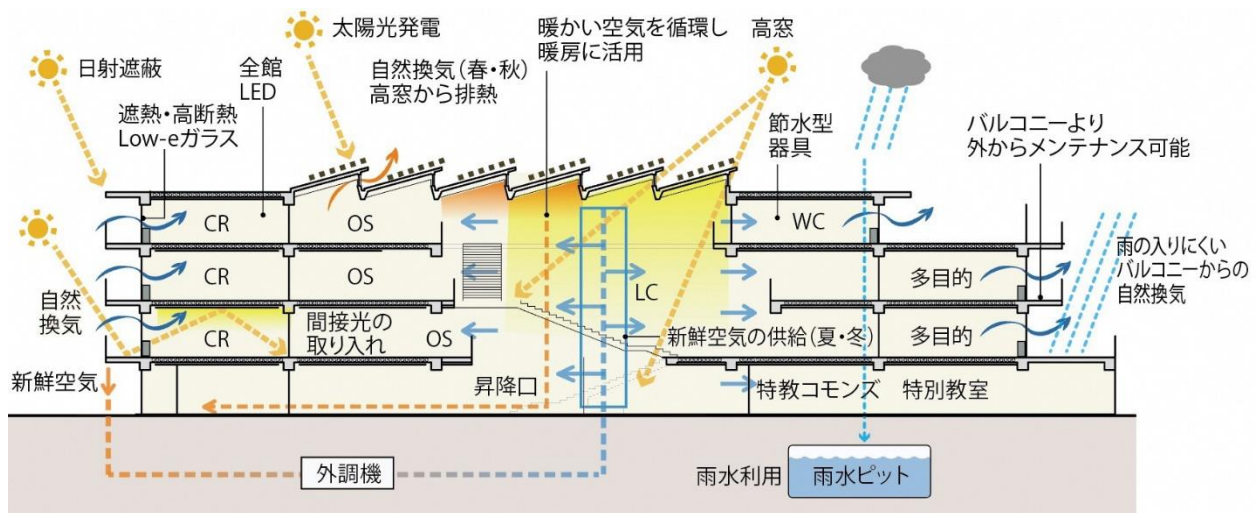 太陽光発電
暖かい空気を循環し
暖房に活用
高窓
日射遮蔽
全館
LED
自然換気(春・秋)
高窓から排熱
遮熱・高断熱
Low-eガラス
節水型
器具
バルコニーより
外からメンテナンス可能
CR
OS
WC
雨の入りにくい
バルコニーからの
自然換気
CR
OS
LC
多目的
自然
換気
CR
間接光の
取り入れ
OS
新鮮空気の供給(夏・冬)
多目的
新鮮空気
昇降口
特教コモンズ
特別教室
外調機
雨水利用
雨水ピット